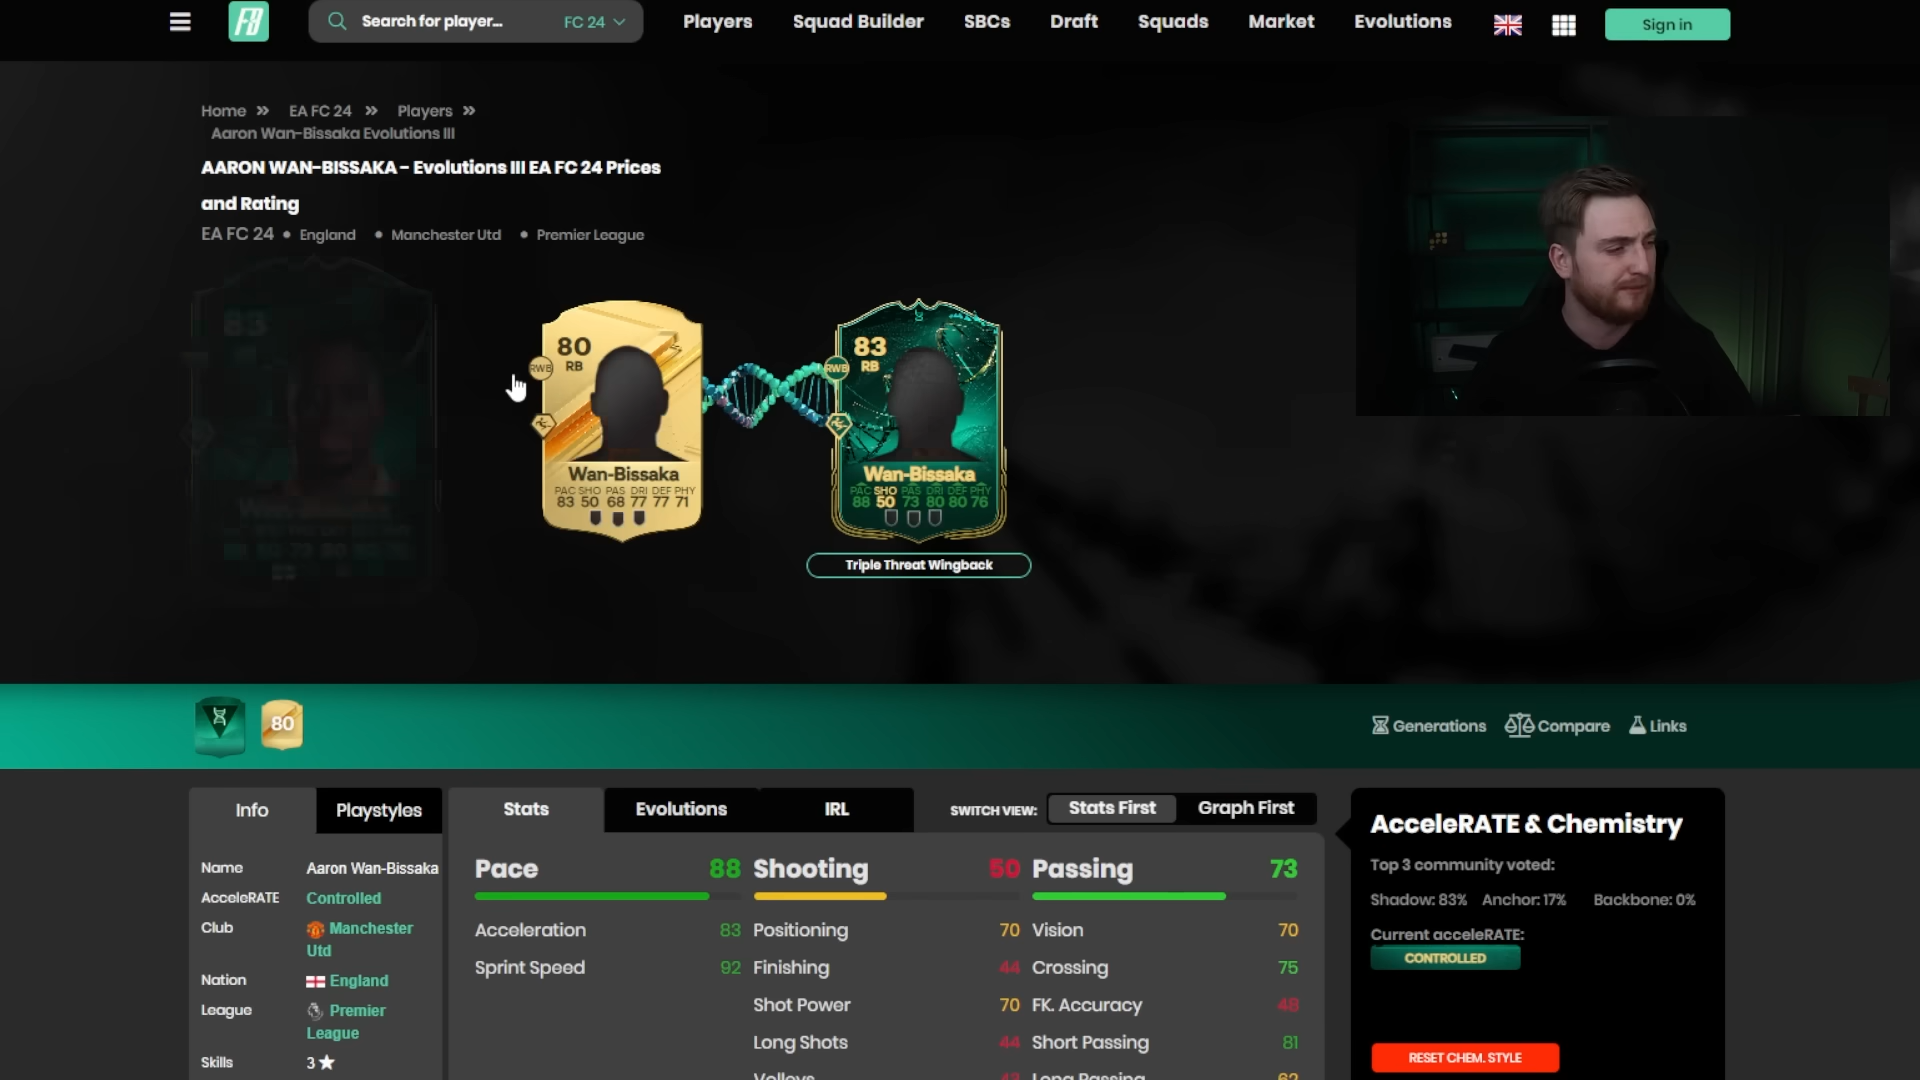 FB Search for player... FC 24 Players Squad Builder SBCs Draft Squads Market Evolutions Sign in
Home » EA FC 24 » Players »
Aaron Wan-Bissaka Evolutions III
AARON WAN-BISSAKA - Evolutions III EA FC 24 Prices
and Rating
EA FC 24 • England • Manchester Utd • Premier League
83
80
RB
RWB
Wan-Bissaka
PAC SHO PAS DRI DEF PHY
83 50 68 77 77 71
83
RB
RWB
Wan-Bissaka
PAC SHO PAS DRI DEF PHY
88 50 73 80 80 76
Triple Threat Wingback
80
Generations Compare Links
Info Playstyles
Name Aaron Wan-Bissaka
AcceleRATE Controlled
Club Manchester
Utd
Nation England
League Premier
League
Skills 3★
Stats Evolutions IRL SWITCH VIEW: Stats First Graph First
Pace 88 Shooting 50 Passing 73
Acceleration 83 Positioning 70 Vision 70
Sprint Speed 92 Finishing 44 Crossing 75
Shot Power 70 FK. Accuracy 48
Long Shots 44 Short Passing 81
Volleys Long Passing 62
AcceleRATE & Chemistry
Top 3 community voted:
Shadow: 83% Anchor: 17% Backbone: 0%
Current acceleRATE:
CONTROLLED
RESET CHEM. STYLE